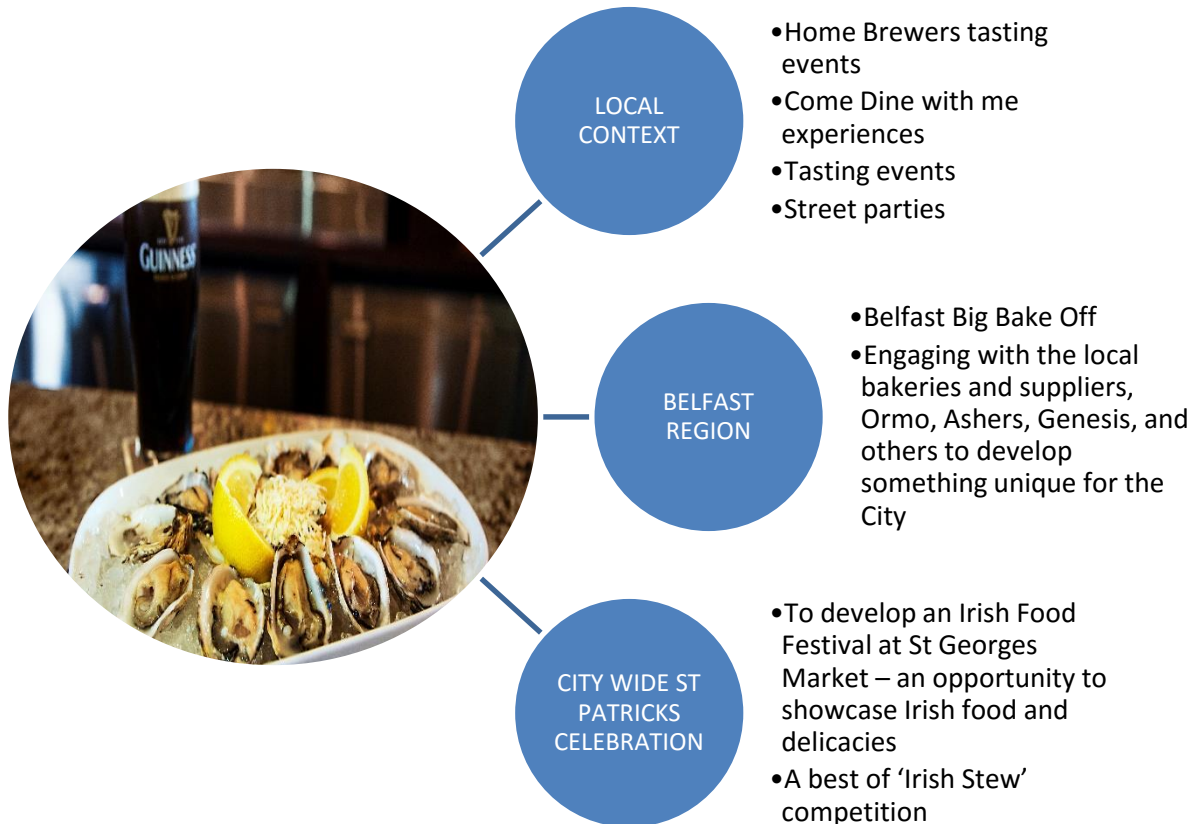 GUINNESS
LOCAL
CONTEXT
•Home Brewers tasting
events
•Come Dine with me
experiences
•Tasting events
•Street parties
BELFAST
REGION
•Belfast Big Bake Off
•Engaging with the local
bakeries and suppliers,
Ormo, Ashers, Genesis, and
others to develop
something unique for the
City
CITY WIDE ST
PATRICKS
CELEBRATION
•To develop an Irish Food
Festival at St Georges
Market – an opportunity to
showcase Irish food and
delicacies
•A best of ‘Irish Stew’
competition